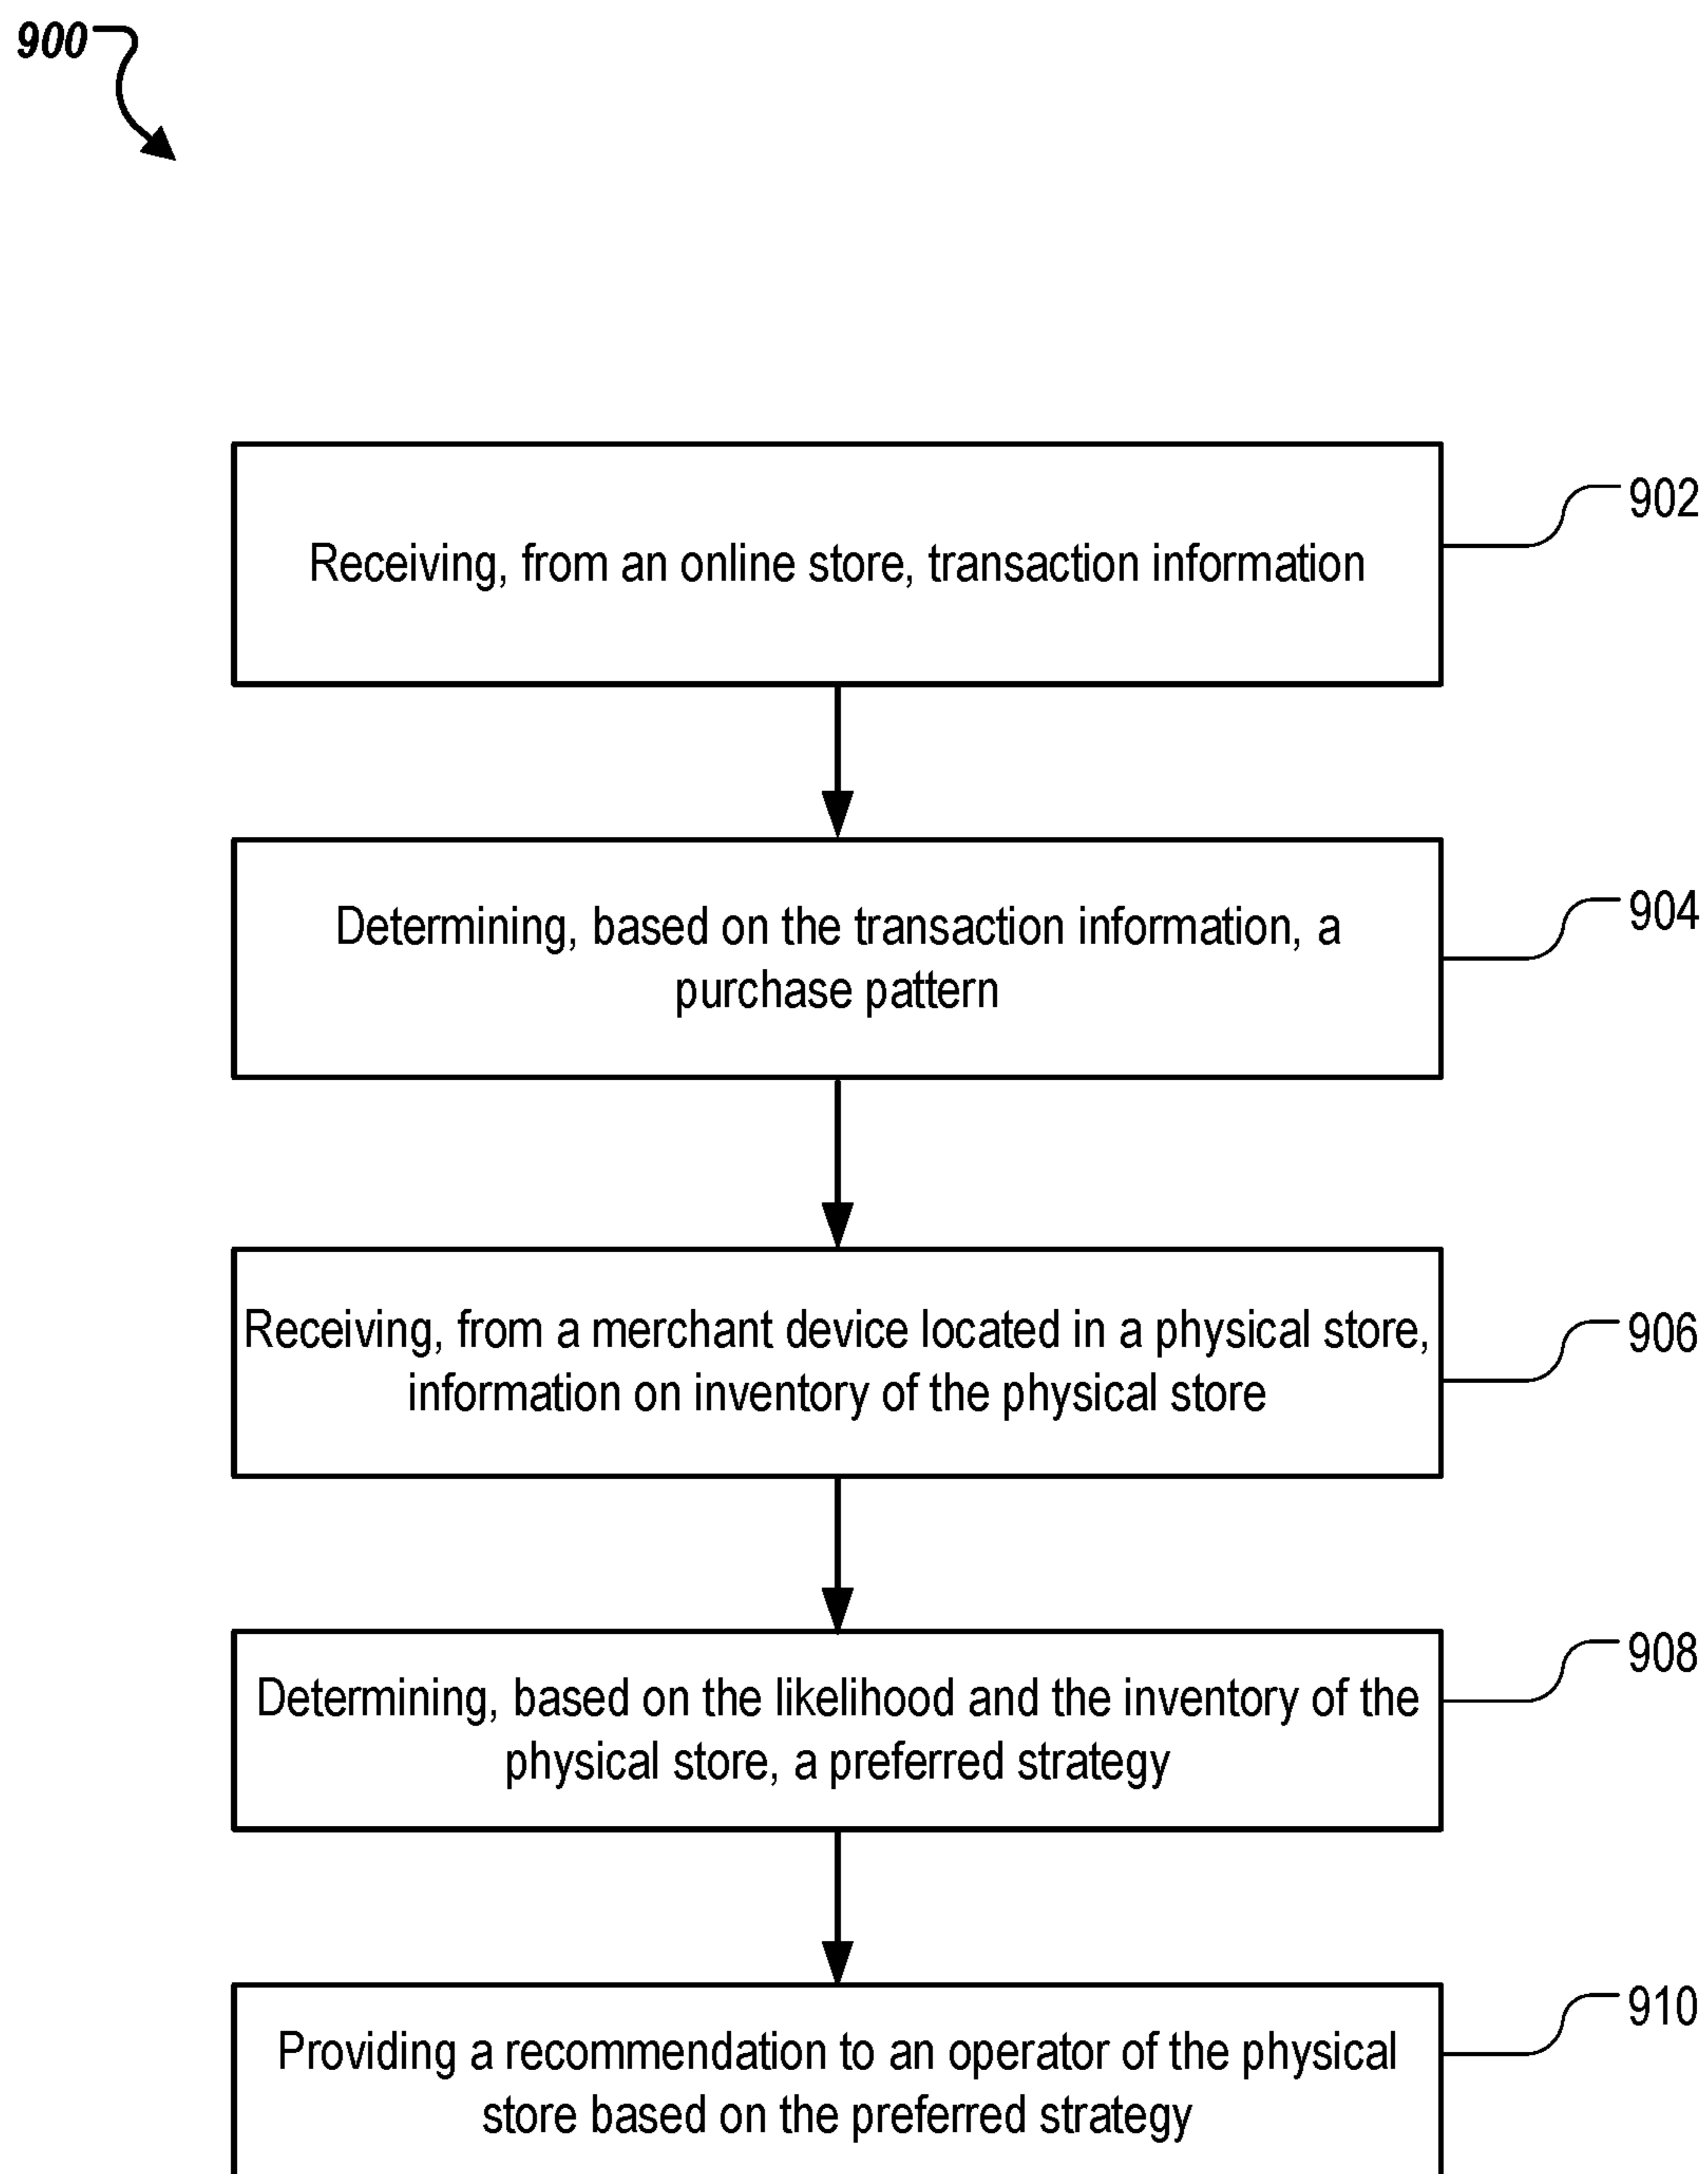 900
Receiving, from an online store, transaction information
902
Determining, based on the transaction information, a
purchase pattern
904
Receiving, from a merchant device located in a physical store,
information on inventory of the physical store
906
Determining, based on the likelihood and the inventory of the
physical store, a preferred strategy
908
Providing a recommendation to an operator of the physical
store based on the preferred strategy
910